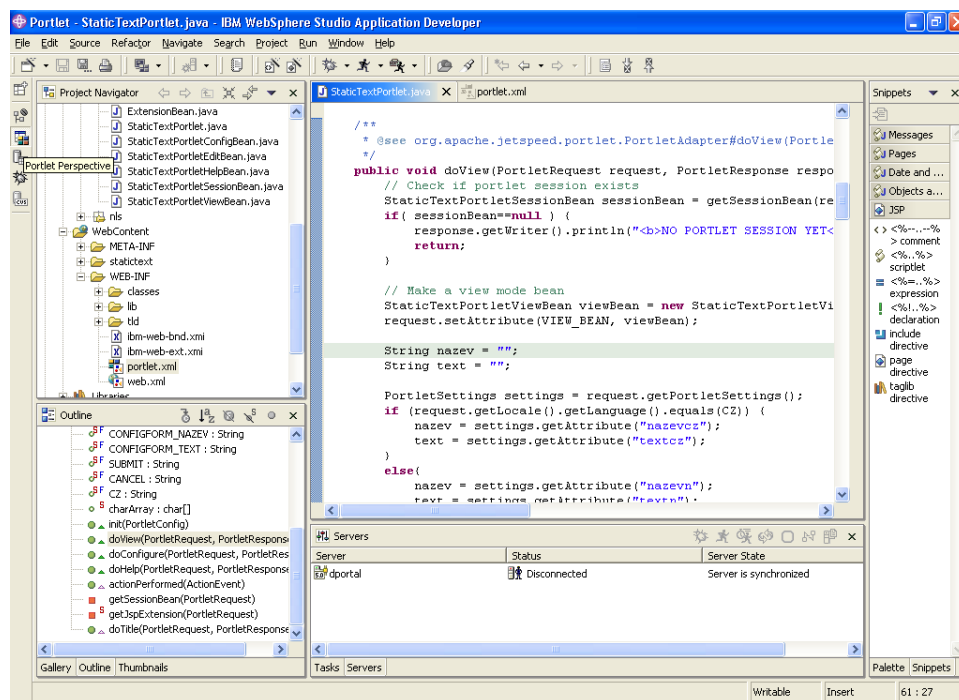 Portlet - StaticTextPortlet.java - IBM WebSphere Studio Application Developer
File Edit Source Refactor Navigate Search Project Run Window Help
Project Navigator
ExtensionBean.java
StaticTextPortlet.java
StaticTextPortletConfigBean.java
StaticTextPortletEditBean.java
StaticTextPortletHelpBean.java
StaticTextPortletSessionBean.java
StaticTextPortletViewBean.java
nls
WebContent
META-INF
statictext
WEB-INF
classes
lib
tld
ibm-web-bnd.xmi
ibm-web-ext.xmi
portlet.xml
web.xml
Libraries
Portlet Perspective
Outline
CONFIGFORM_NAZEV : String
CONFIGFORM_TEXT : String
SUBMIT : String
CANCEL : String
CZ : String
charArray : char[]
init(PortletConfig)
doView(PortletRequest, PortletRespons
doConfigure(PortletRequest, PortletRes
doHelp(PortletRequest, PortletResponse
actionPerformed(ActionEvent)
getSessionBean(PortletRequest)
getJspExtension(PortletRequest)
doTitle(PortletRequest, PortletResponse
Gallery Outline Thumbnails
StaticTextPortlet.java portlet.xml
/**
* @see org.apache.jetspeed.portlet.PortletAdapter#doView(Portle
*/
public void doView(PortletRequest request, PortletResponse respo
// Check if portlet session exists
StaticTextPortletSessionBean sessionBean = getSessionBean(re
if( sessionBean==null ) {
response.getWriter().println("<b>NO PORTLET SESSION YET<
return;
}
// Make a view mode bean
StaticTextPortletViewBean viewBean = new StaticTextPortletVi
request.setAttribute(VIEW_BEAN, viewBean);
String nazev = "";
String text = "";
PortletSettings settings = request.getPortletSettings();
if (request.getLocale().getLanguage().equals(CZ)) {
nazev = settings.getAttribute("nazevcz");
text = settings.getAttribute("textcz");
}
else{
nazev = settings.getAttribute("nazevn");
text = settings.getAttribute("textn");
Servers
Server Status Server State
dportal Disconnected Server is synchronized
Tasks Servers
Snippets
Messages
Pages
Date and ...
Objects a...
JSP
<%--..--%
> comment
<%..%>
scriptlet
<%=..%>
expression
<%!..%>
declaration
include
directive
page
directive
taglib
directive
Palette Snippets
Writable Insert 61 : 27